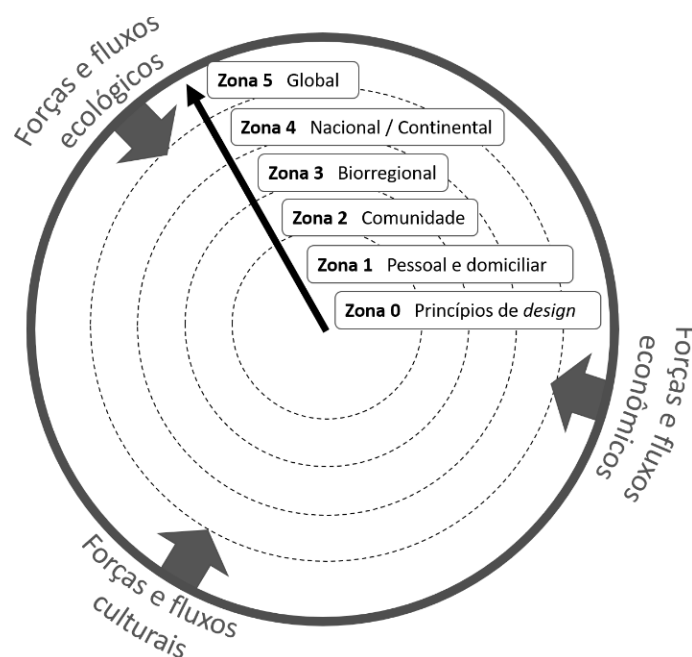 Forças e fluxos
ecológicos
Zona 5 Global
Zona 4 Nacional / Continental
Zona 3 Biorregional
Zona 2 Comunidade
Zona 1 Pessoal e domiciliar
Zona 0 Princípios de design
Forças e fluxos
econômicos
Forças e fluxos
culturais